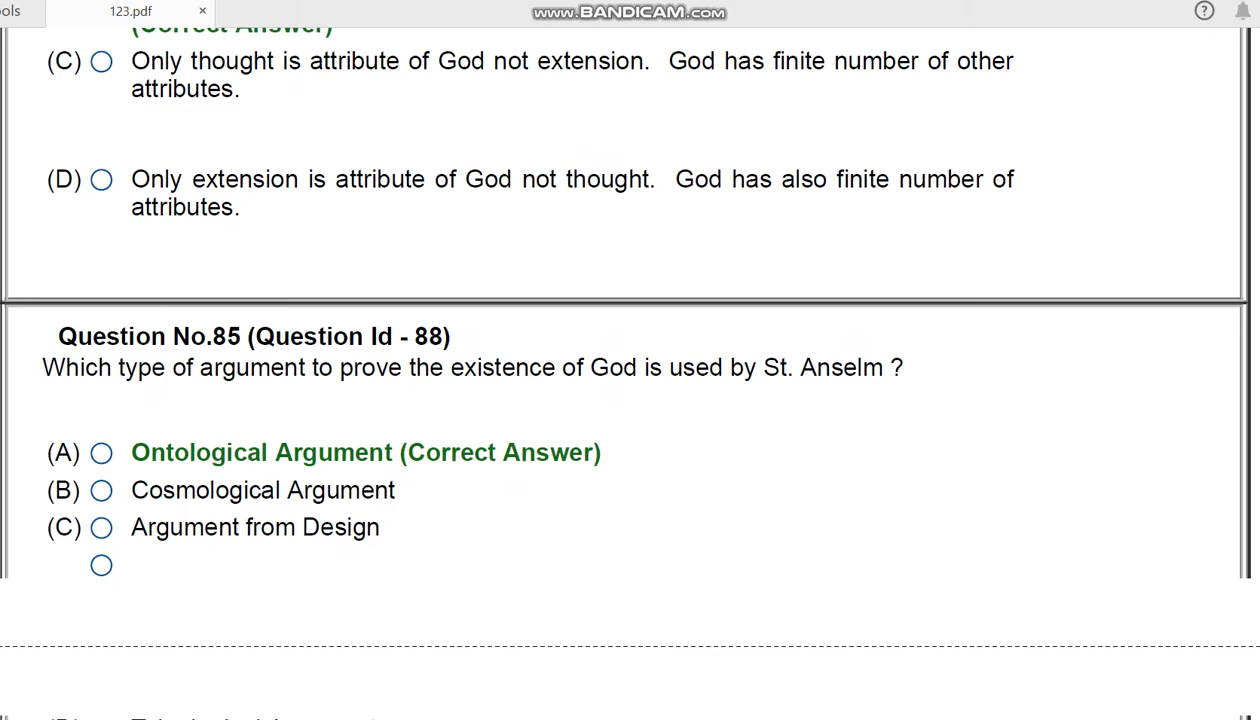 ools 123.pdf × www.BANDICAM.com
(Correct Answer)
(C) Only thought is attribute of God not extension. God has finite number of other
attributes.
(D) Only extension is attribute of God not thought. God has also finite number of
attributes.
Question No.85 (Question Id - 88)
Which type of argument to prove the existence of God is used by St. Anselm ?
(A) Ontological Argument (Correct Answer)
(B) Cosmological Argument
(C) Argument from Design